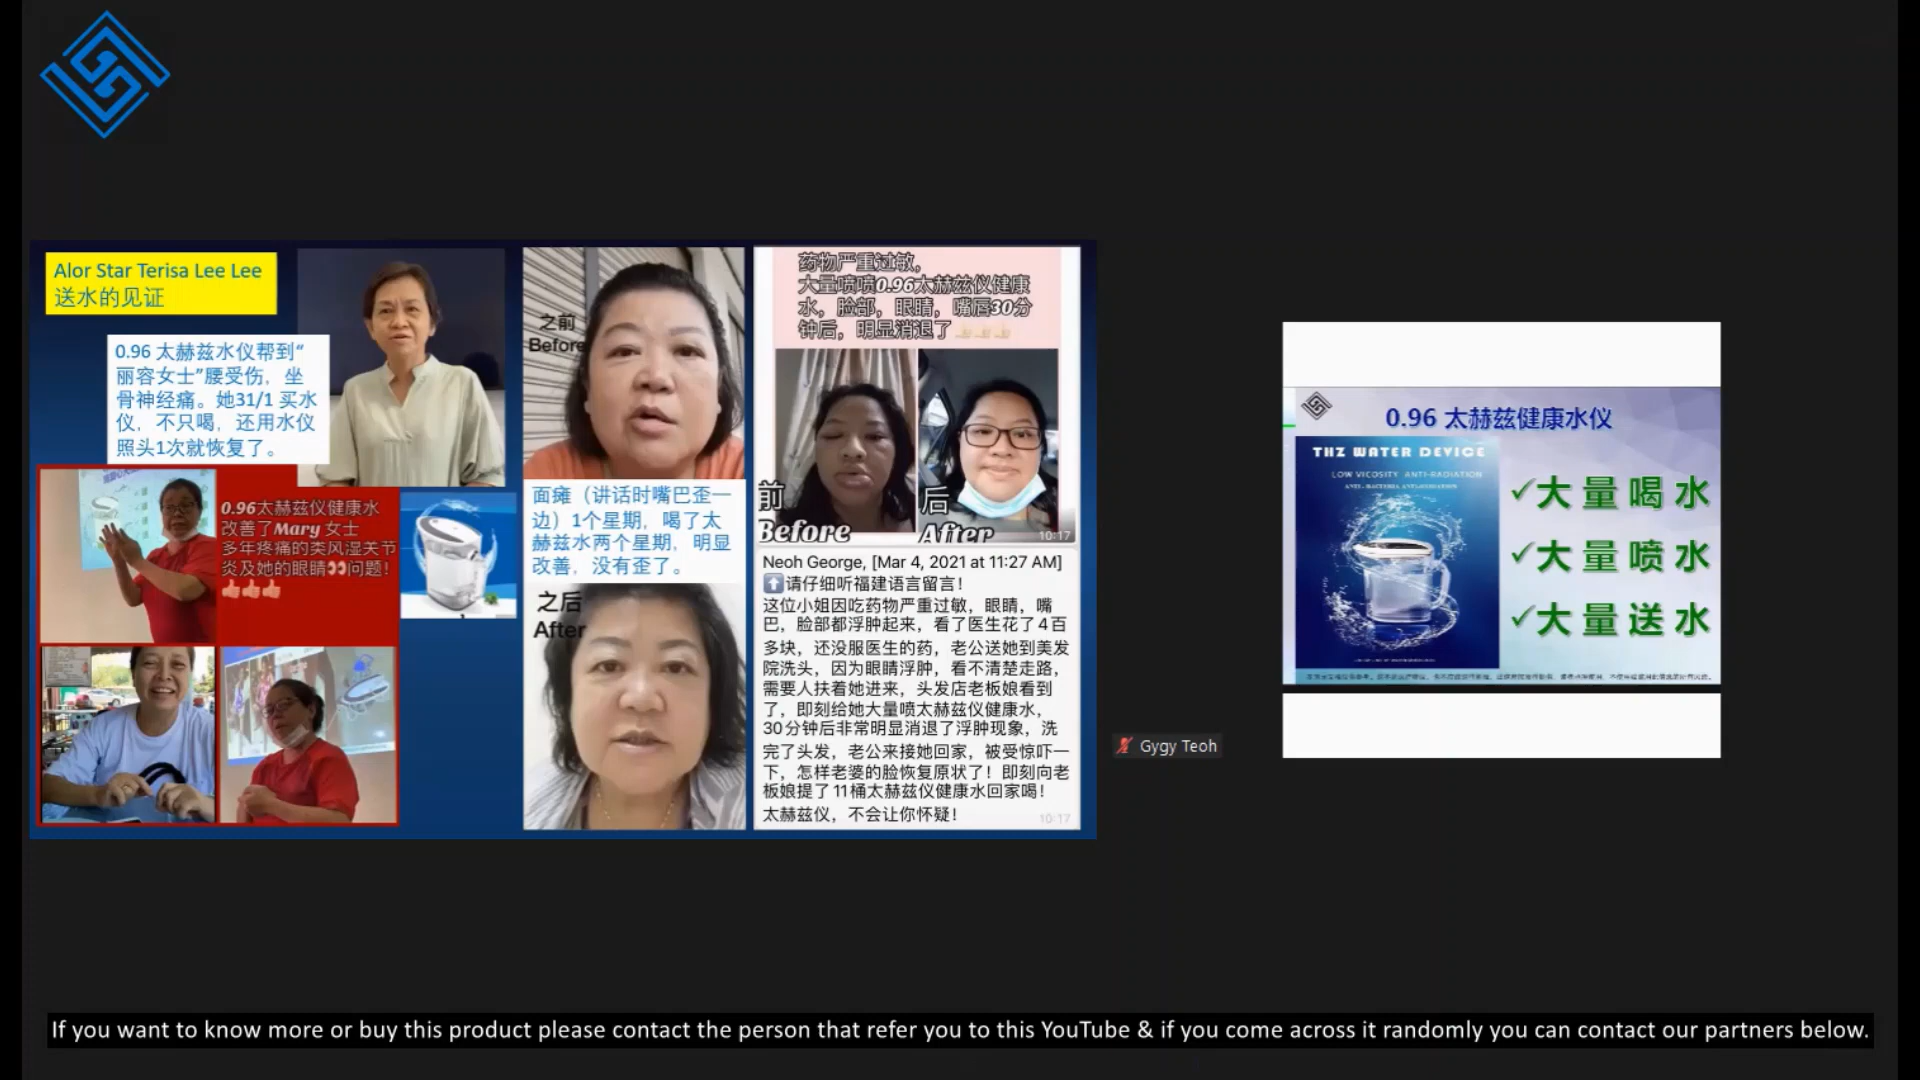 Alor Star Terisa Lee Lee
送水的见证
0.96 太赫兹水仪帮到“
丽容女士”腰受伤，坐
骨神经痛。她31/1 买水
仪，不只喝，还用水仪
照头1次就恢复了。
0.96太赫兹仪健康水
改善了Mary 女士
多年疼痛的类风湿关节
炎及她的眼睛👀问题！
👍👍👍
之前
Before
面瘫（讲话时嘴巴歪一
边）1个星期，喝了太
赫兹水两个星期，明显
改善，没有歪了。
之后
After
药物严重过敏，
大量喷喷0.96太赫兹仪健康
水，脸部，眼睛，嘴唇30分
钟后，明显消退了
前
Before
后
After
10:17
Neoh George, [Mar 4, 2021 at 11:27 AM]
⬆️请仔细听福建语言留言！
这位小姐因吃药物严重过敏，眼睛，嘴
巴，脸部都浮肿起来，看了医生花了４百
多块，还没服医生的药，老公送她到美发
院洗头，因为眼睛浮肿，看不清楚走路，
需要人扶着她进来，头发店老板娘看到
了，即刻给她大量喷太赫兹仪健康水，
30分钟后非常明显消退了浮肿现象，洗
完了头发，老公来接她回家，被受惊吓一
下，怎样老婆的脸恢复原状了！即刻向老
板娘提了11桶太赫兹仪健康水回家喝！
太赫兹仪，不会让你怀疑！
10:17
Gygy Teoh
0.96 太赫兹健康水仪
THZ WATER DEVICE
LOW VICOSITY ANTI-RADIATION
✓大量喝水
✓大量喷水
✓大量送水
If you want to know more or buy this product please contact the person that refer you to this YouTube & if you come across it randomly you can contact our partners below.